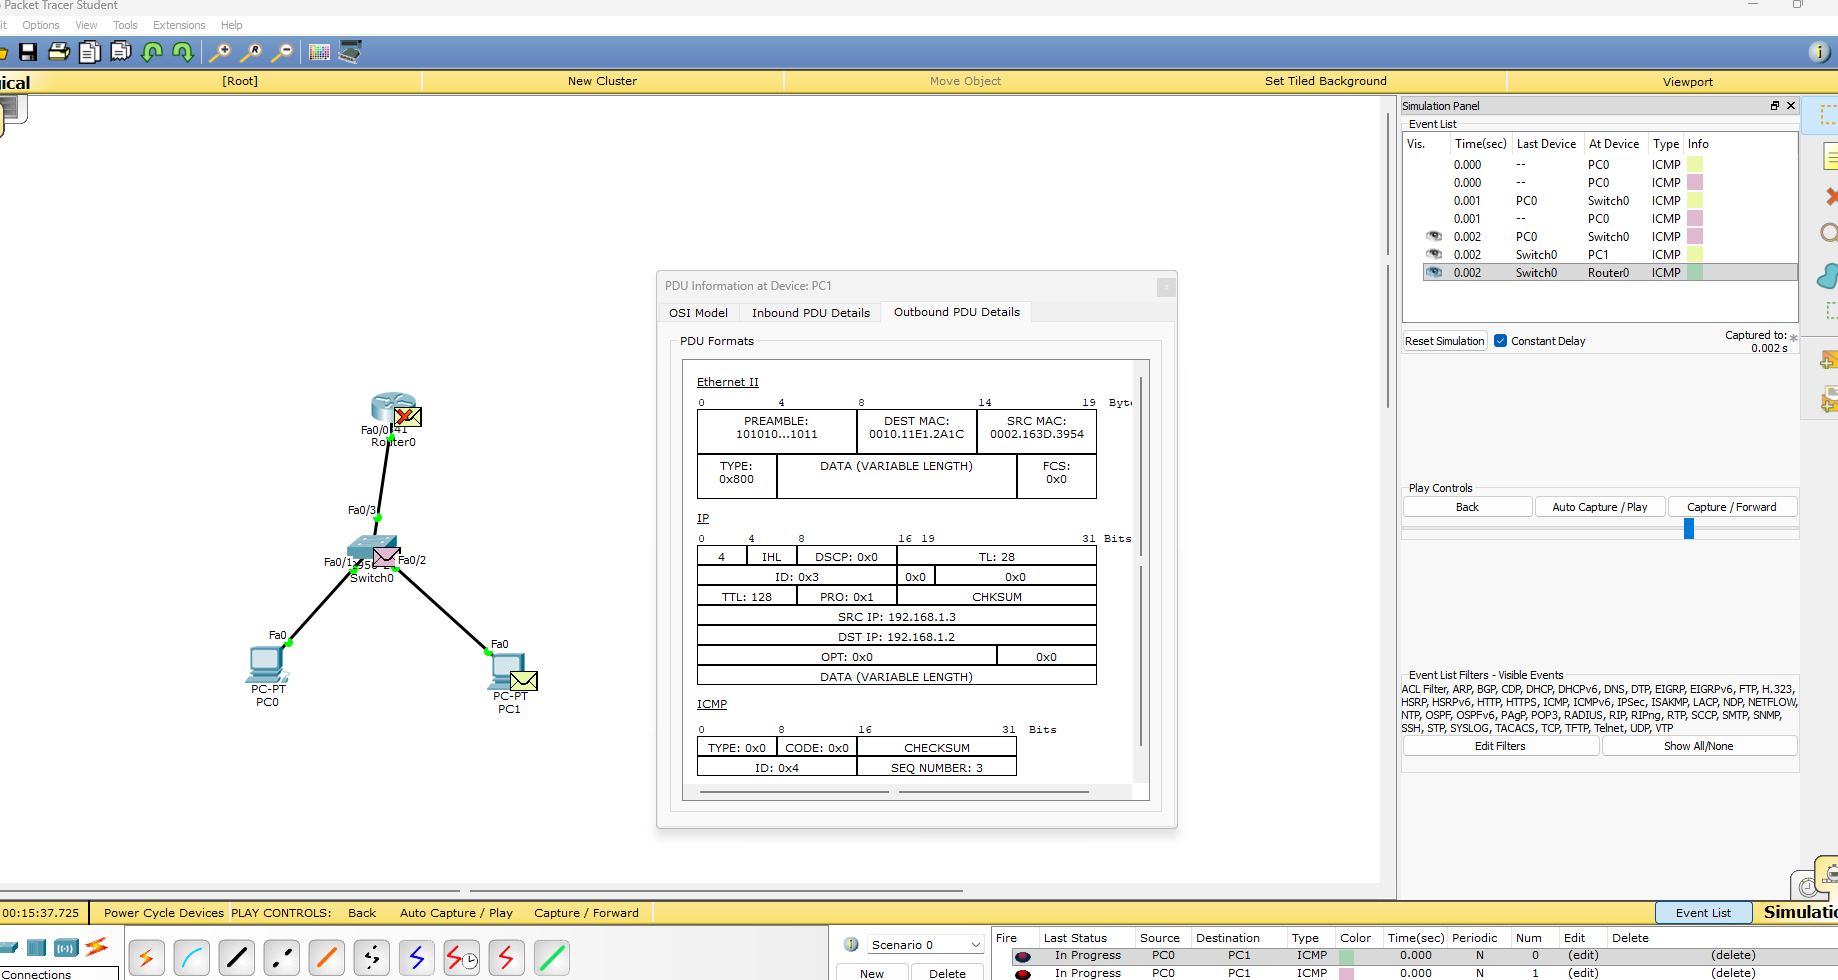 Packet Tracer Student
it Options View Tools Extensions Help
ical [Root] New Cluster Move Object Set Tiled Background Viewport
Simulation Panel
Event List
Vis. Time(sec) Last Device At Device Type Info
0.000 -- PC0 ICMP
0.000 -- PC0 ICMP
0.001 PC0 Switch0 ICMP
0.001 -- PC0 ICMP
0.002 PC0 Switch0 ICMP
0.002 Switch0 PC1 ICMP
0.002 Switch0 Router0 ICMP
Reset Simulation Constant Delay Captured to: *
0.002 s
Play Controls
Back Auto Capture / Play Capture / Forward
Event List Filters - Visible Events
ACL Filter, ARP, BGP, CDP, DHCP, DHCPv6, DNS, DTP, EIGRP, EIGRPv6, FTP, H.323,
HSRP, HSRPv6, HTTP, HTTPS, ICMP, ICMPv6, IPSec, ISAKMP, LACP, NDP, NETFLOW,
NTP, OSPF, OSPFv6, PAgP, POP3, RADIUS, RIP, RIPng, RTP, SCCP, SMTP, SNMP,
SSH, STP, SYSLOG, TACACS, TCP, TFTP, Telnet, UDP, VTP
Edit Filters Show All/None
PDU Information at Device: PC1
OSI Model Inbound PDU Details Outbound PDU Details
PDU Formats
Ethernet II
0 4 8 14 19 Byte
PREAMBLE: DEST MAC: SRC MAC:
101010...1011 0010.11E1.2A1C 0002.163D.3954
TYPE: DATA (VARIABLE LENGTH) FCS:
0x800 0x0
IP
0 4 8 16 19 31 Bits
4 IHL DSCP: 0x0 TL: 28
ID: 0x3 0x0 0x0
TTL: 128 PRO: 0x1 CHKSUM
SRC IP: 192.168.1.3
DST IP: 192.168.1.2
OPT: 0x0 0x0
DATA (VARIABLE LENGTH)
ICMP
0 8 16 31 Bits
TYPE: 0x0 CODE: 0x0 CHECKSUM
ID: 0x4 SEQ NUMBER: 3
Fa0/0 41
Router0
Fa0/3
Fa0/1 Fa0/2
Switch0
Fa0
PC-PT
PC0
Fa0
PC-PT
PC1
00:15:37.725 Power Cycle Devices PLAY CONTROLS: Back Auto Capture / Play Capture / Forward
Event List Simulatio
Connections
Scenario 0
New Delete
Fire Last Status Source Destination Type Color Time(sec) Periodic Num Edit Delete
In Progress PC0 PC1 ICMP 0.000 N 0 (edit) (delete)
In Progress PC0 PC1 ICMP 0.000 N 1 (edit) (delete)